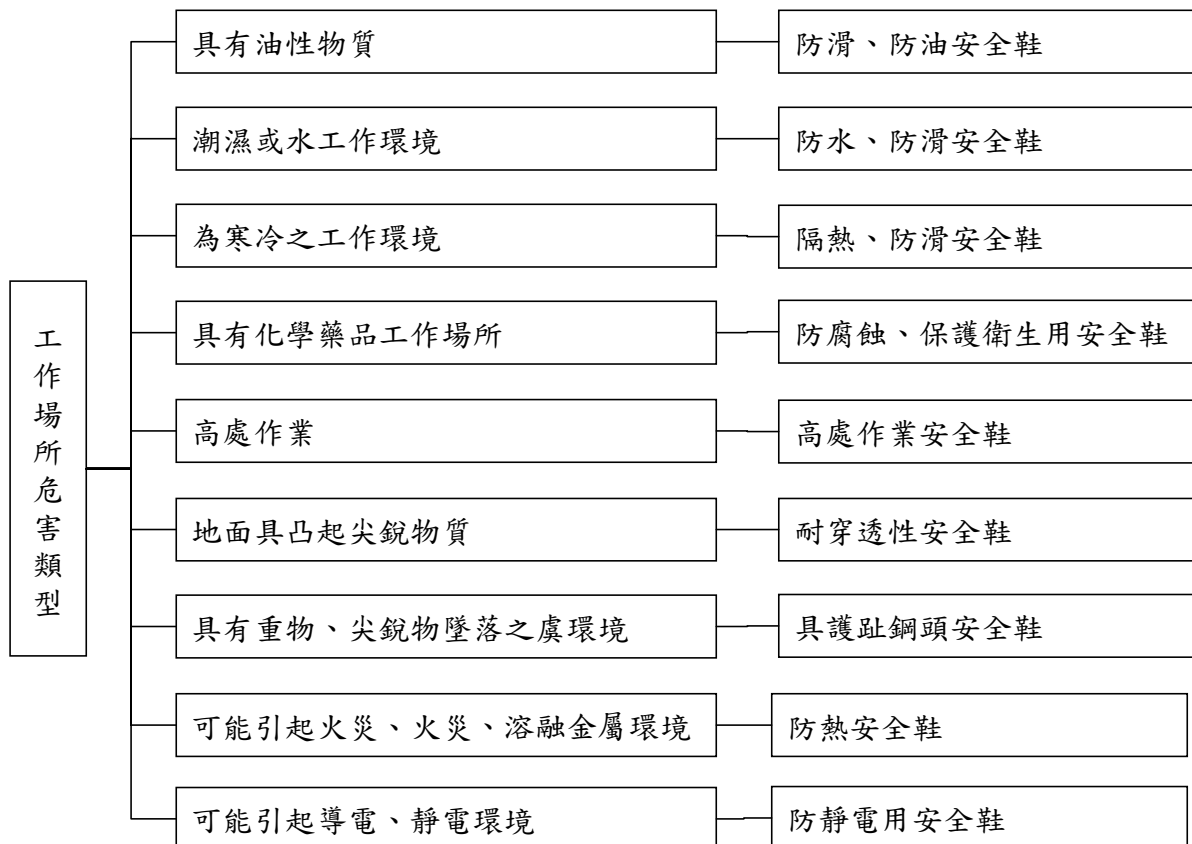 工作場所危害類型
具有油性物質
防滑、防油安全鞋
潮濕或水工作環境
防水、防滑安全鞋
為寒冷之工作環境
隔熱、防滑安全鞋
具有化學藥品工作場所
防腐蝕、保護衛生用安全鞋
高處作業
高處作業安全鞋
地面具凸起尖銳物質
耐穿透性安全鞋
具有重物、尖銳物墜落之虞環境
具護趾鋼頭安全鞋
可能引起火災、火災、溶融金屬環境
防熱安全鞋
可能引起導電、靜電環境
防靜電用安全鞋